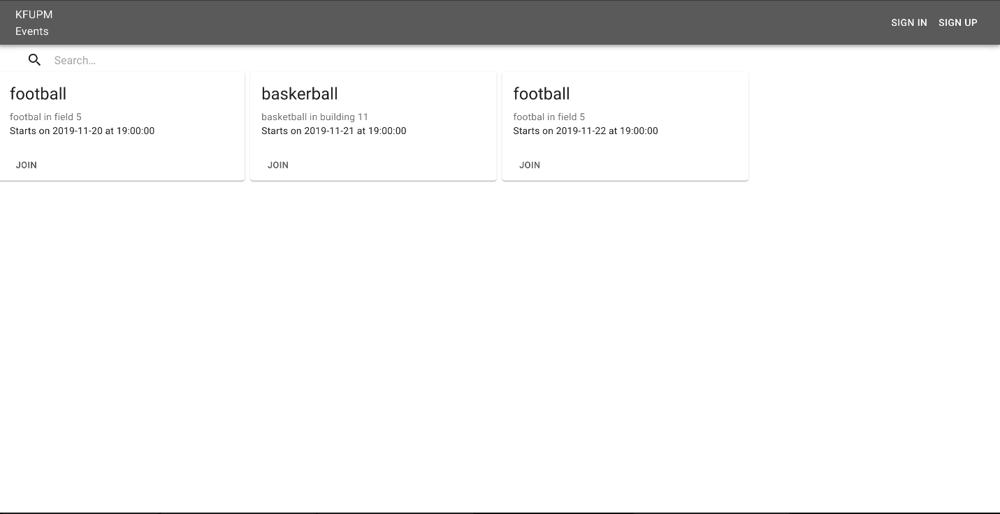 KFUPM
Events
SIGN IN SIGN UP
Search...
football
footbal in field 5
Starts on 2019-11-20 at 19:00:00
JOIN
baskerball
basketball in building 11
Starts on 2019-11-21 at 19:00:00
JOIN
football
footbal in field 5
Starts on 2019-11-22 at 19:00:00
JOIN